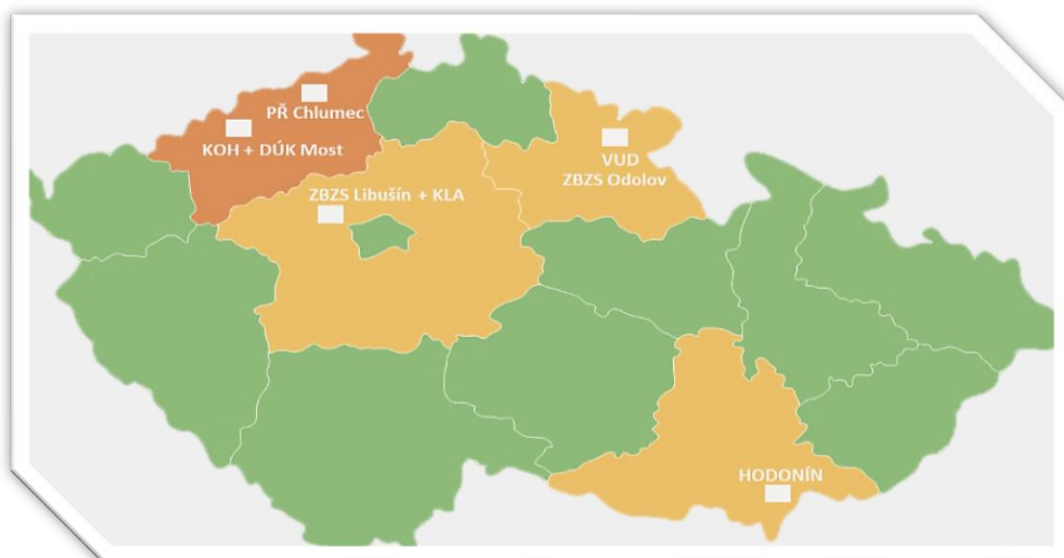 PŘ Chlumec
KOH + DÚK Most
VUD
ZBZS Odolov
ZBZS Libušín + KLA
HODONÍN